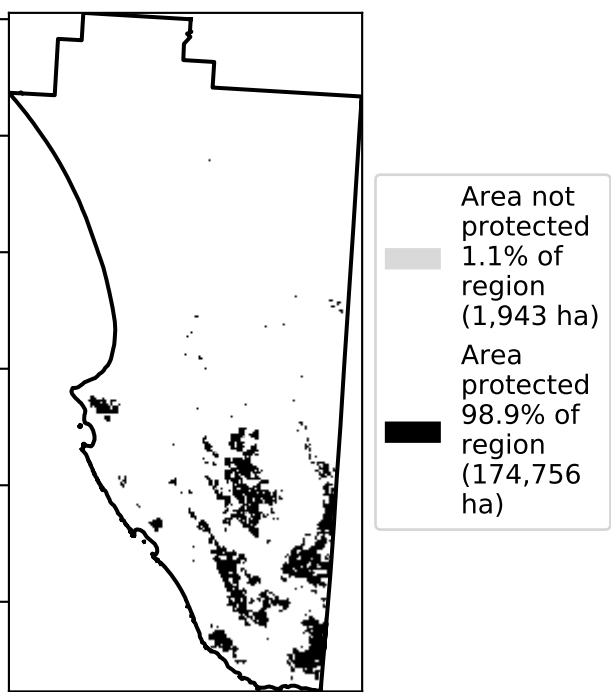 Area not
protected
1.1% of
region
(1,943 ha)
Area
protected
98.9% of
region
(174,756
ha)